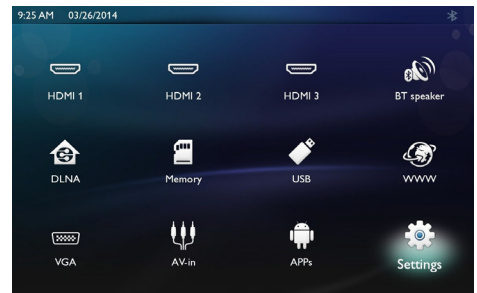 9:25 AM 03/26/2014
HDMI 1 HDMI 2 HDMI 3 BT speaker
DLNA Memory USB WWW
VGA AV-in APPs Settings